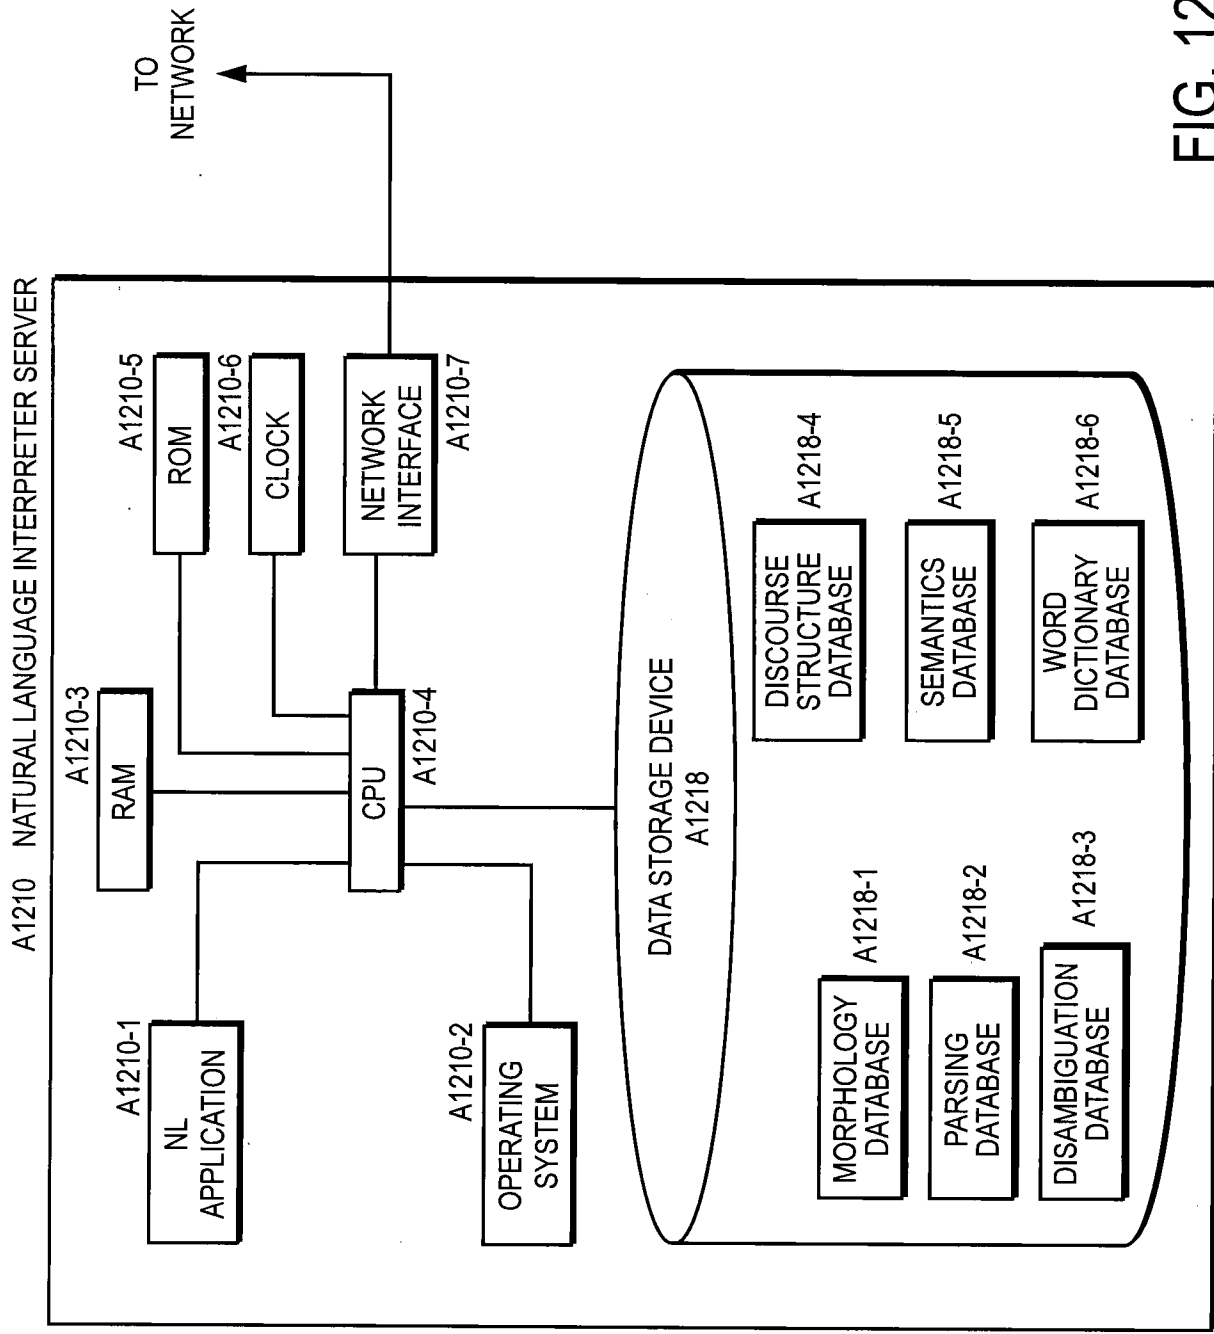 A1210 NATURAL LANGUAGE INTERPRETER SERVER
A1210-1
NL
APPLICATION
A1210-2
OPERATING
SYSTEM
A1210-3
RAM
CPU
A1210-4
A1210-5
ROM
A1210-6
CLOCK
NETWORK
INTERFACE
A1210-7
TO
NETWORK
DATA STORAGE DEVICE
A1218
MORPHOLOGY
DATABASE
A1218-1
PARSING
DATABASE
A1218-2
DISAMBIGUATION
DATABASE
A1218-3
DISCOURSE
STRUCTURE
DATABASE
A1218-4
SEMANTICS
DATABASE
A1218-5
WORD
DICTIONARY
DATABASE
A1218-6
FIG. 12